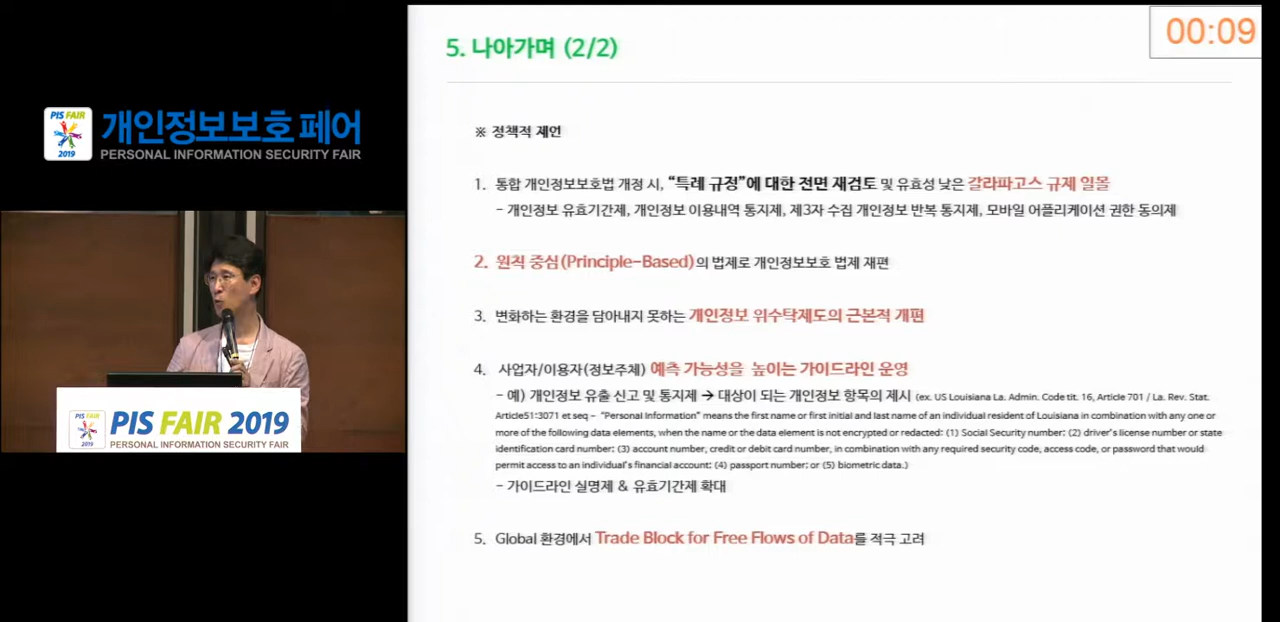 PIS FAIR
2019
개인정보보호 페어
PERSONAL INFORMATION SECURITY FAIR
PIS FAIR
2019
PIS FAIR 2019
PERSONAL INFORMATION SECURITY FAIR
00:09
5. 나아가며 (2/2)
※ 정책적 제언
1. 통합 개인정보보호법 개정 시, “특례 규정”에 대한 전면 재검토 및 유효성 낮은 갈라파고스 규제 일몰
- 개인정보 유효기간제, 개인정보 이용내역 통지제, 제3자 수집 개인정보 반복 통지제, 모바일 어플리케이션 권한 동의제
2. 원칙 중심(Principle-Based)의 법제로 개인정보보호 법제 재편
3. 변화하는 환경을 담아내지 못하는 개인정보 위수탁제도의 근본적 개편
4. 사업자/이용자(정보주체) 예측 가능성을 높이는 가이드라인 운영
- 예) 개인정보 유출 신고 및 통지제 → 대상이 되는 개인정보 항목의 제시 (ex. US Louisiana La. Admin. Code tit. 16, Article 701 / La. Rev. Stat.
Article51:3071 et seq – “Personal Information” means the first name or first initial and last name of an individual resident of Louisiana in combination with any one or
more of the following data elements, when the name or the data element is not encrypted or redacted: (1) Social Security number; (2) driver's license number or state
identification card number; (3) account number, credit or debit card number, in combination with any required security code, access code, or password that would
permit access to an individual's financial account; (4) passport number; or (5) biometric data.)
- 가이드라인 실명제 & 유효기간제 확대
5. Global 환경에서 Trade Block for Free Flows of Data를 적극 고려